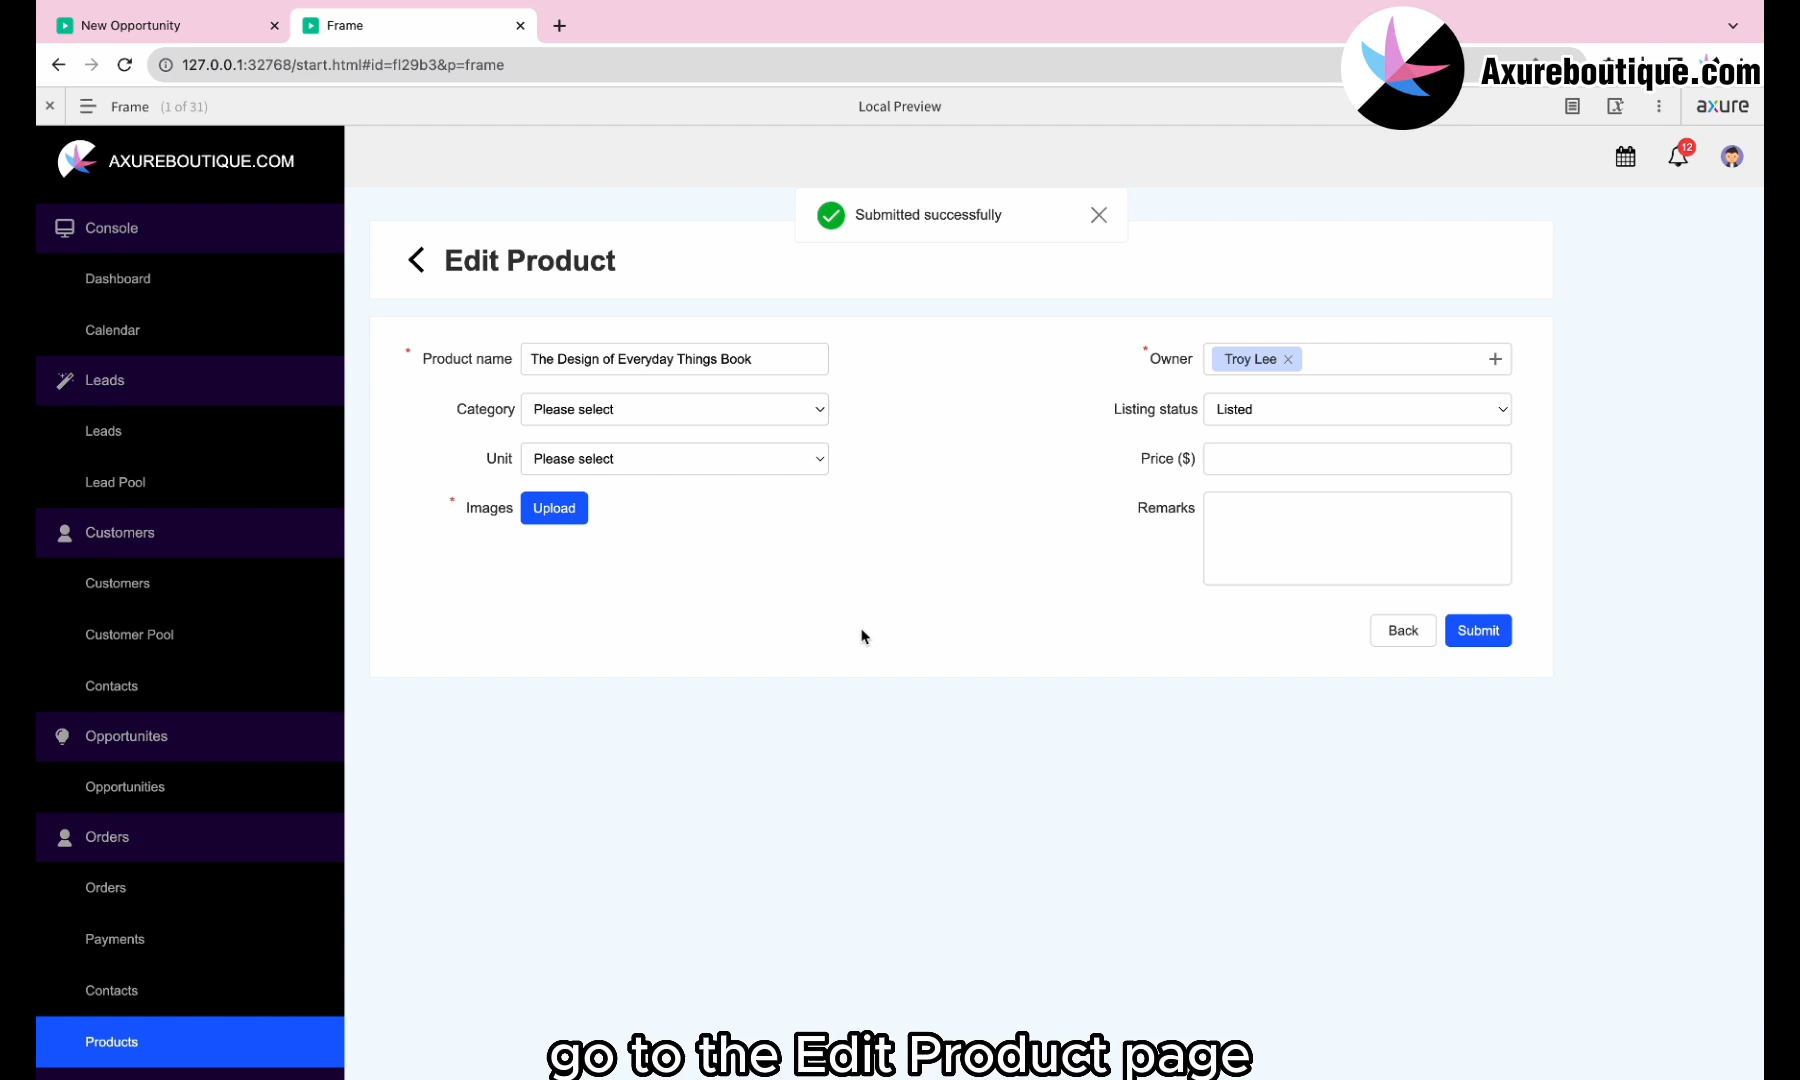 New Opportunity
Frame
127.0.0.1:32768/start.html#id=fl29b3&p=frame
Axureboutique.com
Frame (1 of 31)
Local Preview
axure
AXUREBOUTIQUE.COM
12
Console
Dashboard
Calendar
Leads
Leads
Lead Pool
Customers
Customers
Customer Pool
Contacts
Opportunites
Opportunities
Orders
Orders
Payments
Contacts
Products
Submitted successfully
Edit Product
* Product name The Design of Everyday Things Book
* Owner Troy Lee
Category Please select
Listing status Listed
Unit Please select
Price ($)
* Images Upload
Remarks
Back Submit
go to the Edit Product page